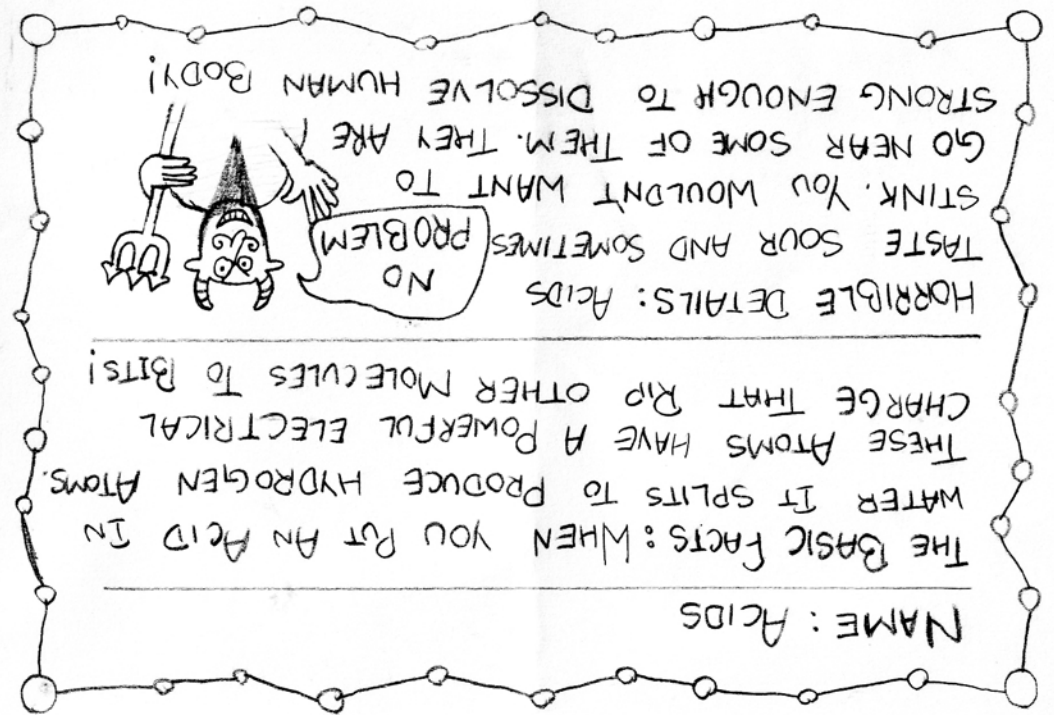 NAME: ACIDS
THE BASIC FACTS: WHEN YOU PUT AN ACID IN
WATER IT SPLITS TO PRODUCE HYDROGEN ATOMS.
THESE ATOMS HAVE A POWERFUL ELECTRICAL
CHARGE THAT RIP OTHER MOLECULES TO BITS!
HORRIBLE DETAILS: ACIDS
TASTE SOUR AND SOMETIMES
STINK. YOU WOULDN'T WANT TO
GO NEAR SOME OF THEM. THEY ARE
STRONG ENOUGH TO DISSOLVE HUMAN BODY!
NO
PROBLEM